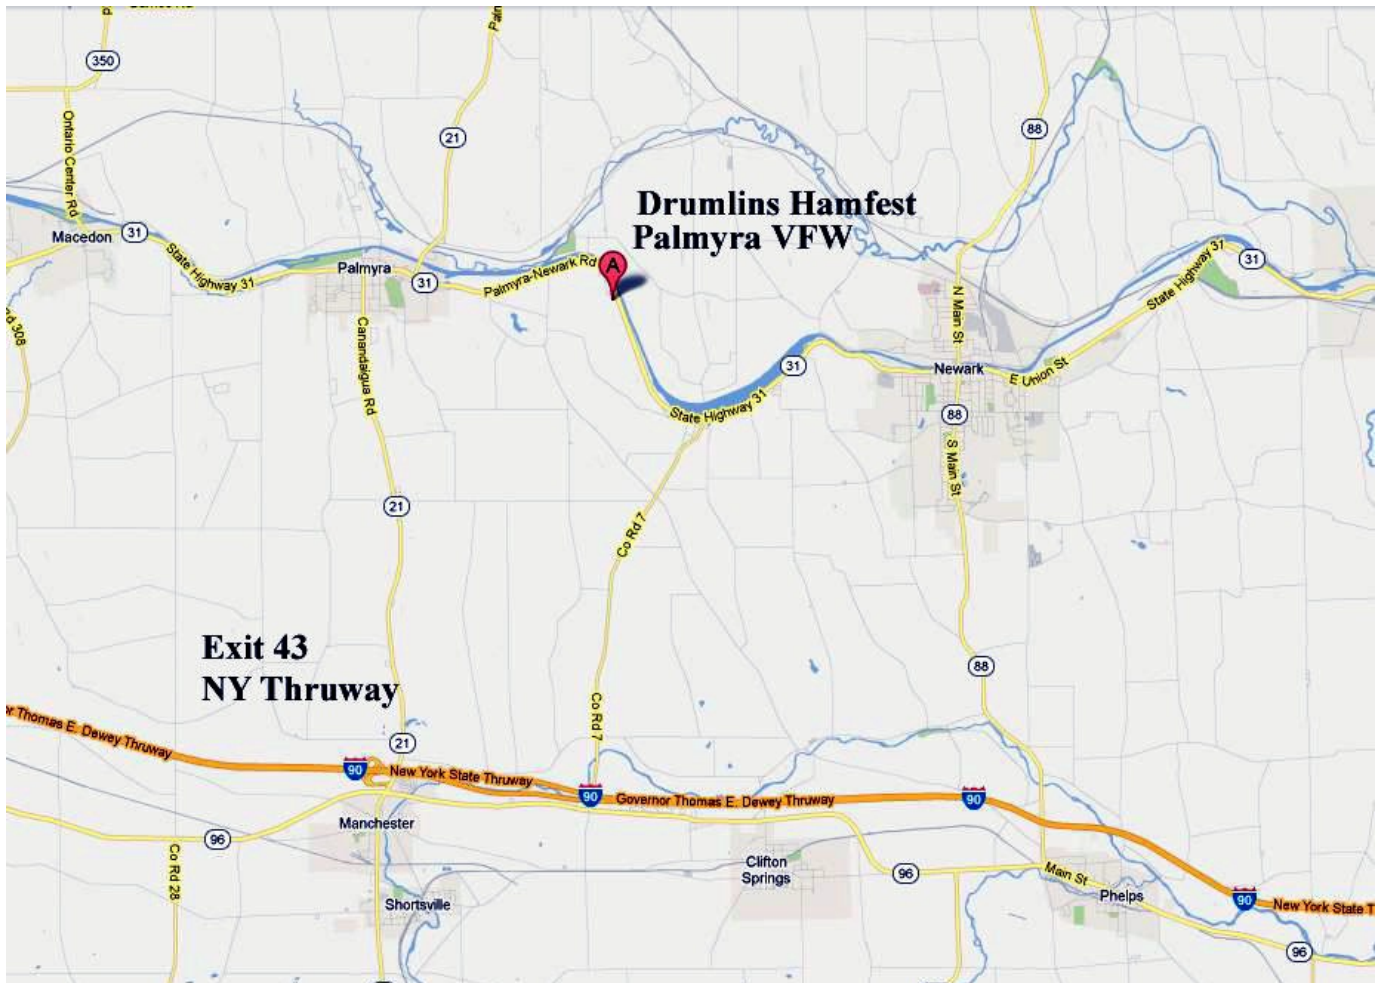 350
Ontario Center Rd
21
88
Drumlins Hamfest
Palmyra VFW
Macedon
31
State Highway 31
Palmyra
31
Palmyra-Newark Rd
A
N Main St
State Highway 31
31
Canandaigua Rd
31
Newark
E Union St
State Highway 31
88
S Main St
21
Co Rd 7
Exit 43
NY Thruway
88
Co Rd 7
21
Thomas E. Dewey Thruway
90
New York State Thruway
90
Governor Thomas E. Dewey Thruway
90
Manchester
96
Co Rd 28
Clifton
Springs
96
Main St
Phelps
Shortsville
90
New York State T
96